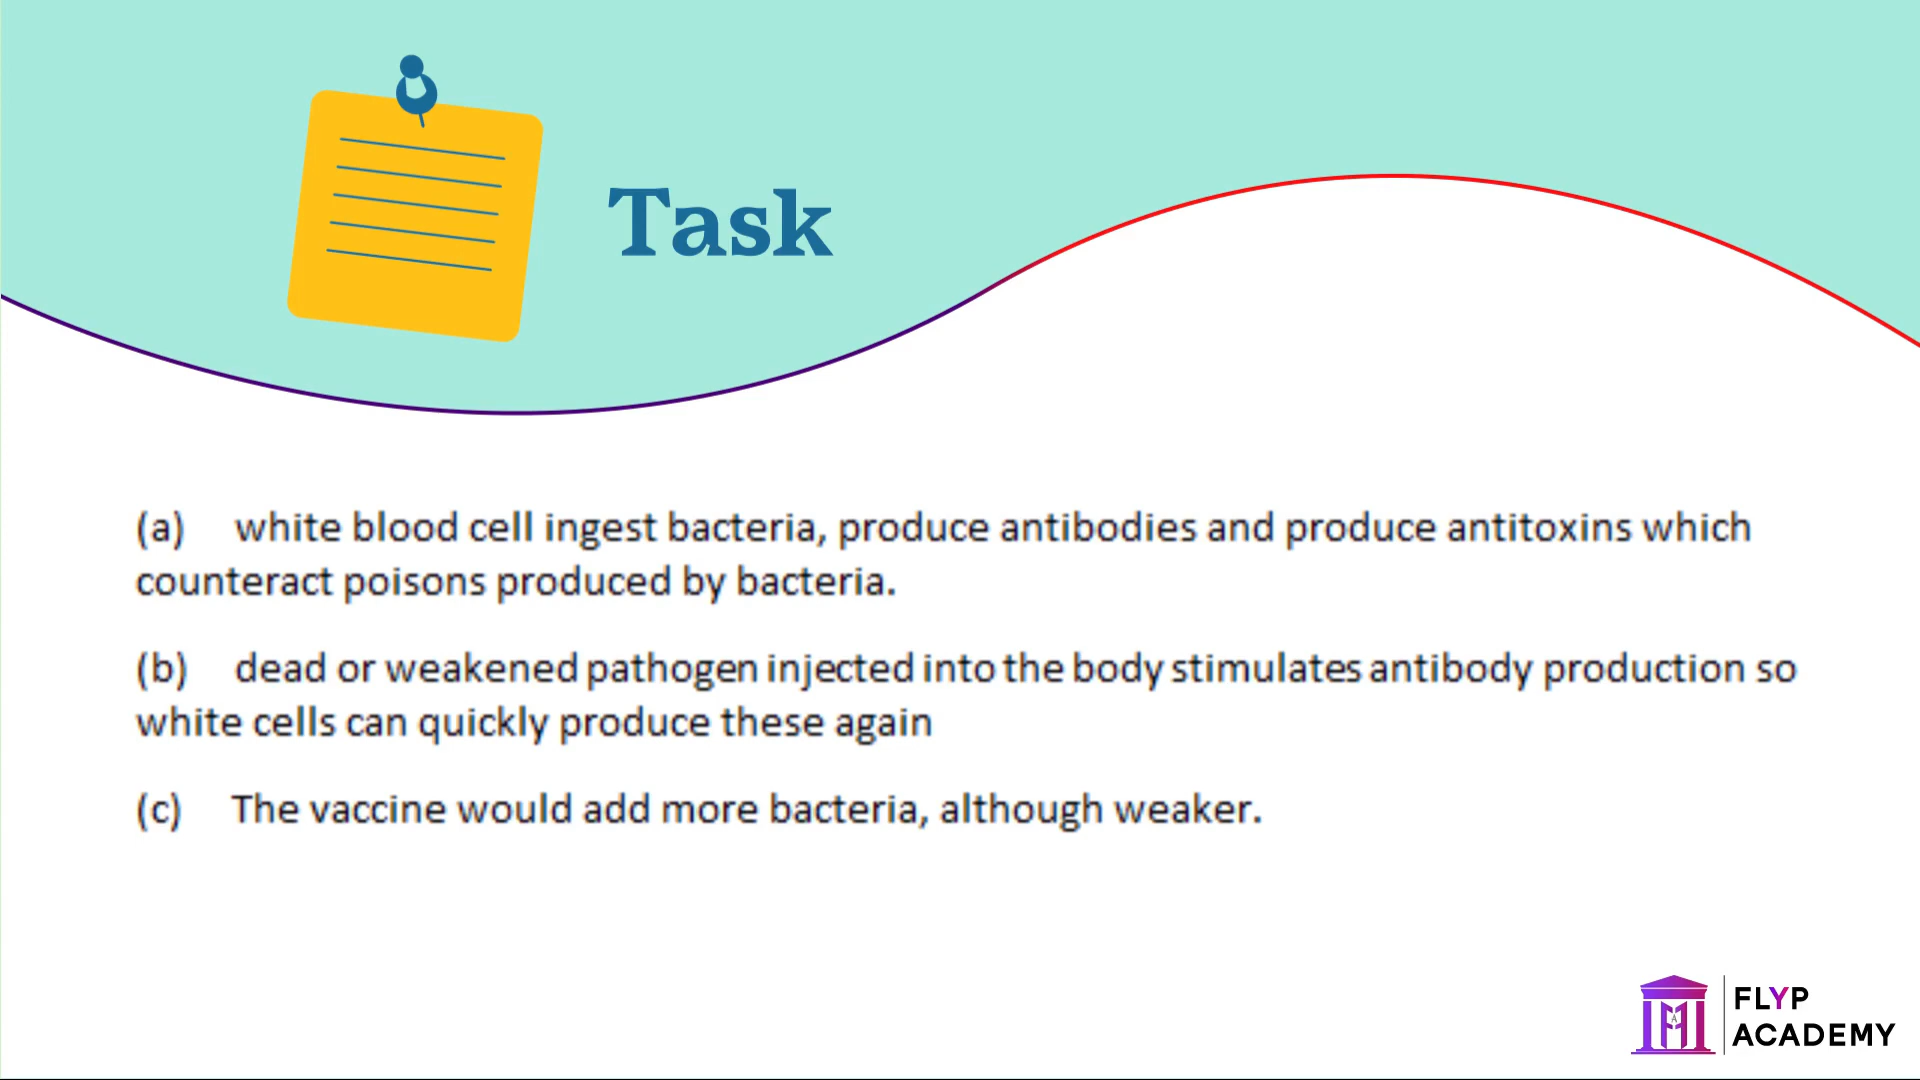 Task
(a) white blood cell ingest bacteria, produce antibodies and produce antitoxins which
counteract poisons produced by bacteria.
(b) dead or weakened pathogen injected into the body stimulates antibody production so
white cells can quickly produce these again
(c) The vaccine would add more bacteria, although weaker.
FLYP
ACADEMY